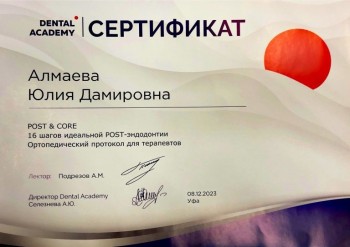 DENTAL
ACADEMY
СЕРТИФИКАТ
Алмаева
Юлия Дамировна
POST & CORE
16 шагов идеальной POST-эндодонтии
Ортопедический протокол для терапевтов
Лектор: Подрезов А.М.
Директор Dental Academy
Селезнева А.Ю.
08.12.2023
Уфа